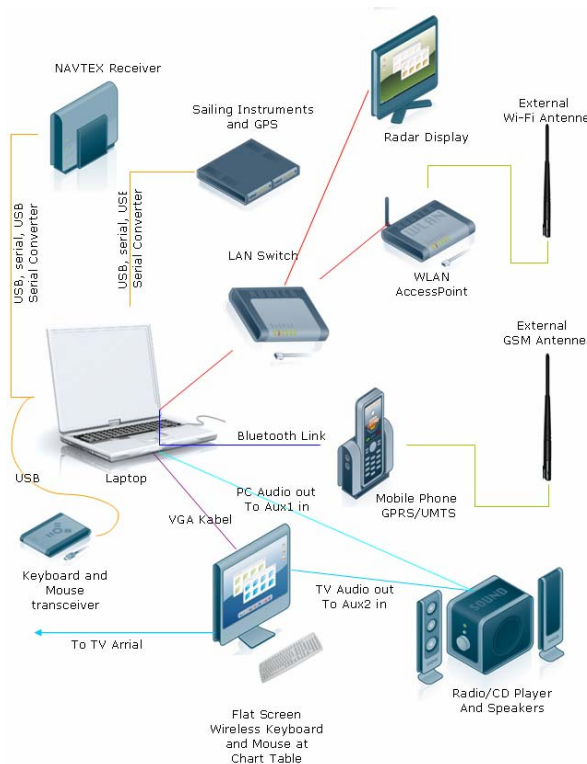 NAVTEX Receiver
Sailing Instruments
and GPS
Radar Display
External
Wi-Fi Antenne
USB, serial, USB
Serial Converter
USB, serial, USB
Serial Converter
LAN Switch
WLAN
WLAN
AccessPoint
External
GSM Antenne
Bluetooth Link
USB
Laptop
PC Audio out
To Aux1 in
Mobile Phone
GPRS/UMTS
VGA Kabel
Keyboard and
Mouse
transceiver
TV Audio out
To Aux2 in
SOUND
To TV Arrial
Radio/CD Player
And Speakers
Flat Screen
Wireless Keyboard
and Mouse at
Chart Table